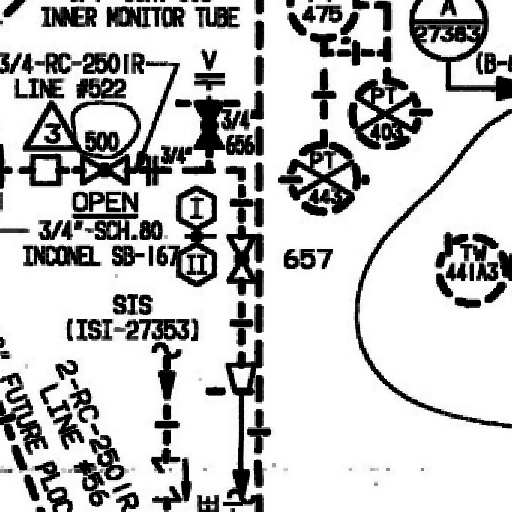 INNER MONITOR TUBE
475
A
27383
3/4-RC-2501R
LINE #522
V
(B-
3
500
3/4"
3/4
656
PT
403
PT
443
OPEN
3/4"-SCH.80
INCONEL SB-167
I
II
657
TW
441A3
SIS
(ISI-27353)
2-RC-2501R
LINE #56
FUTURE